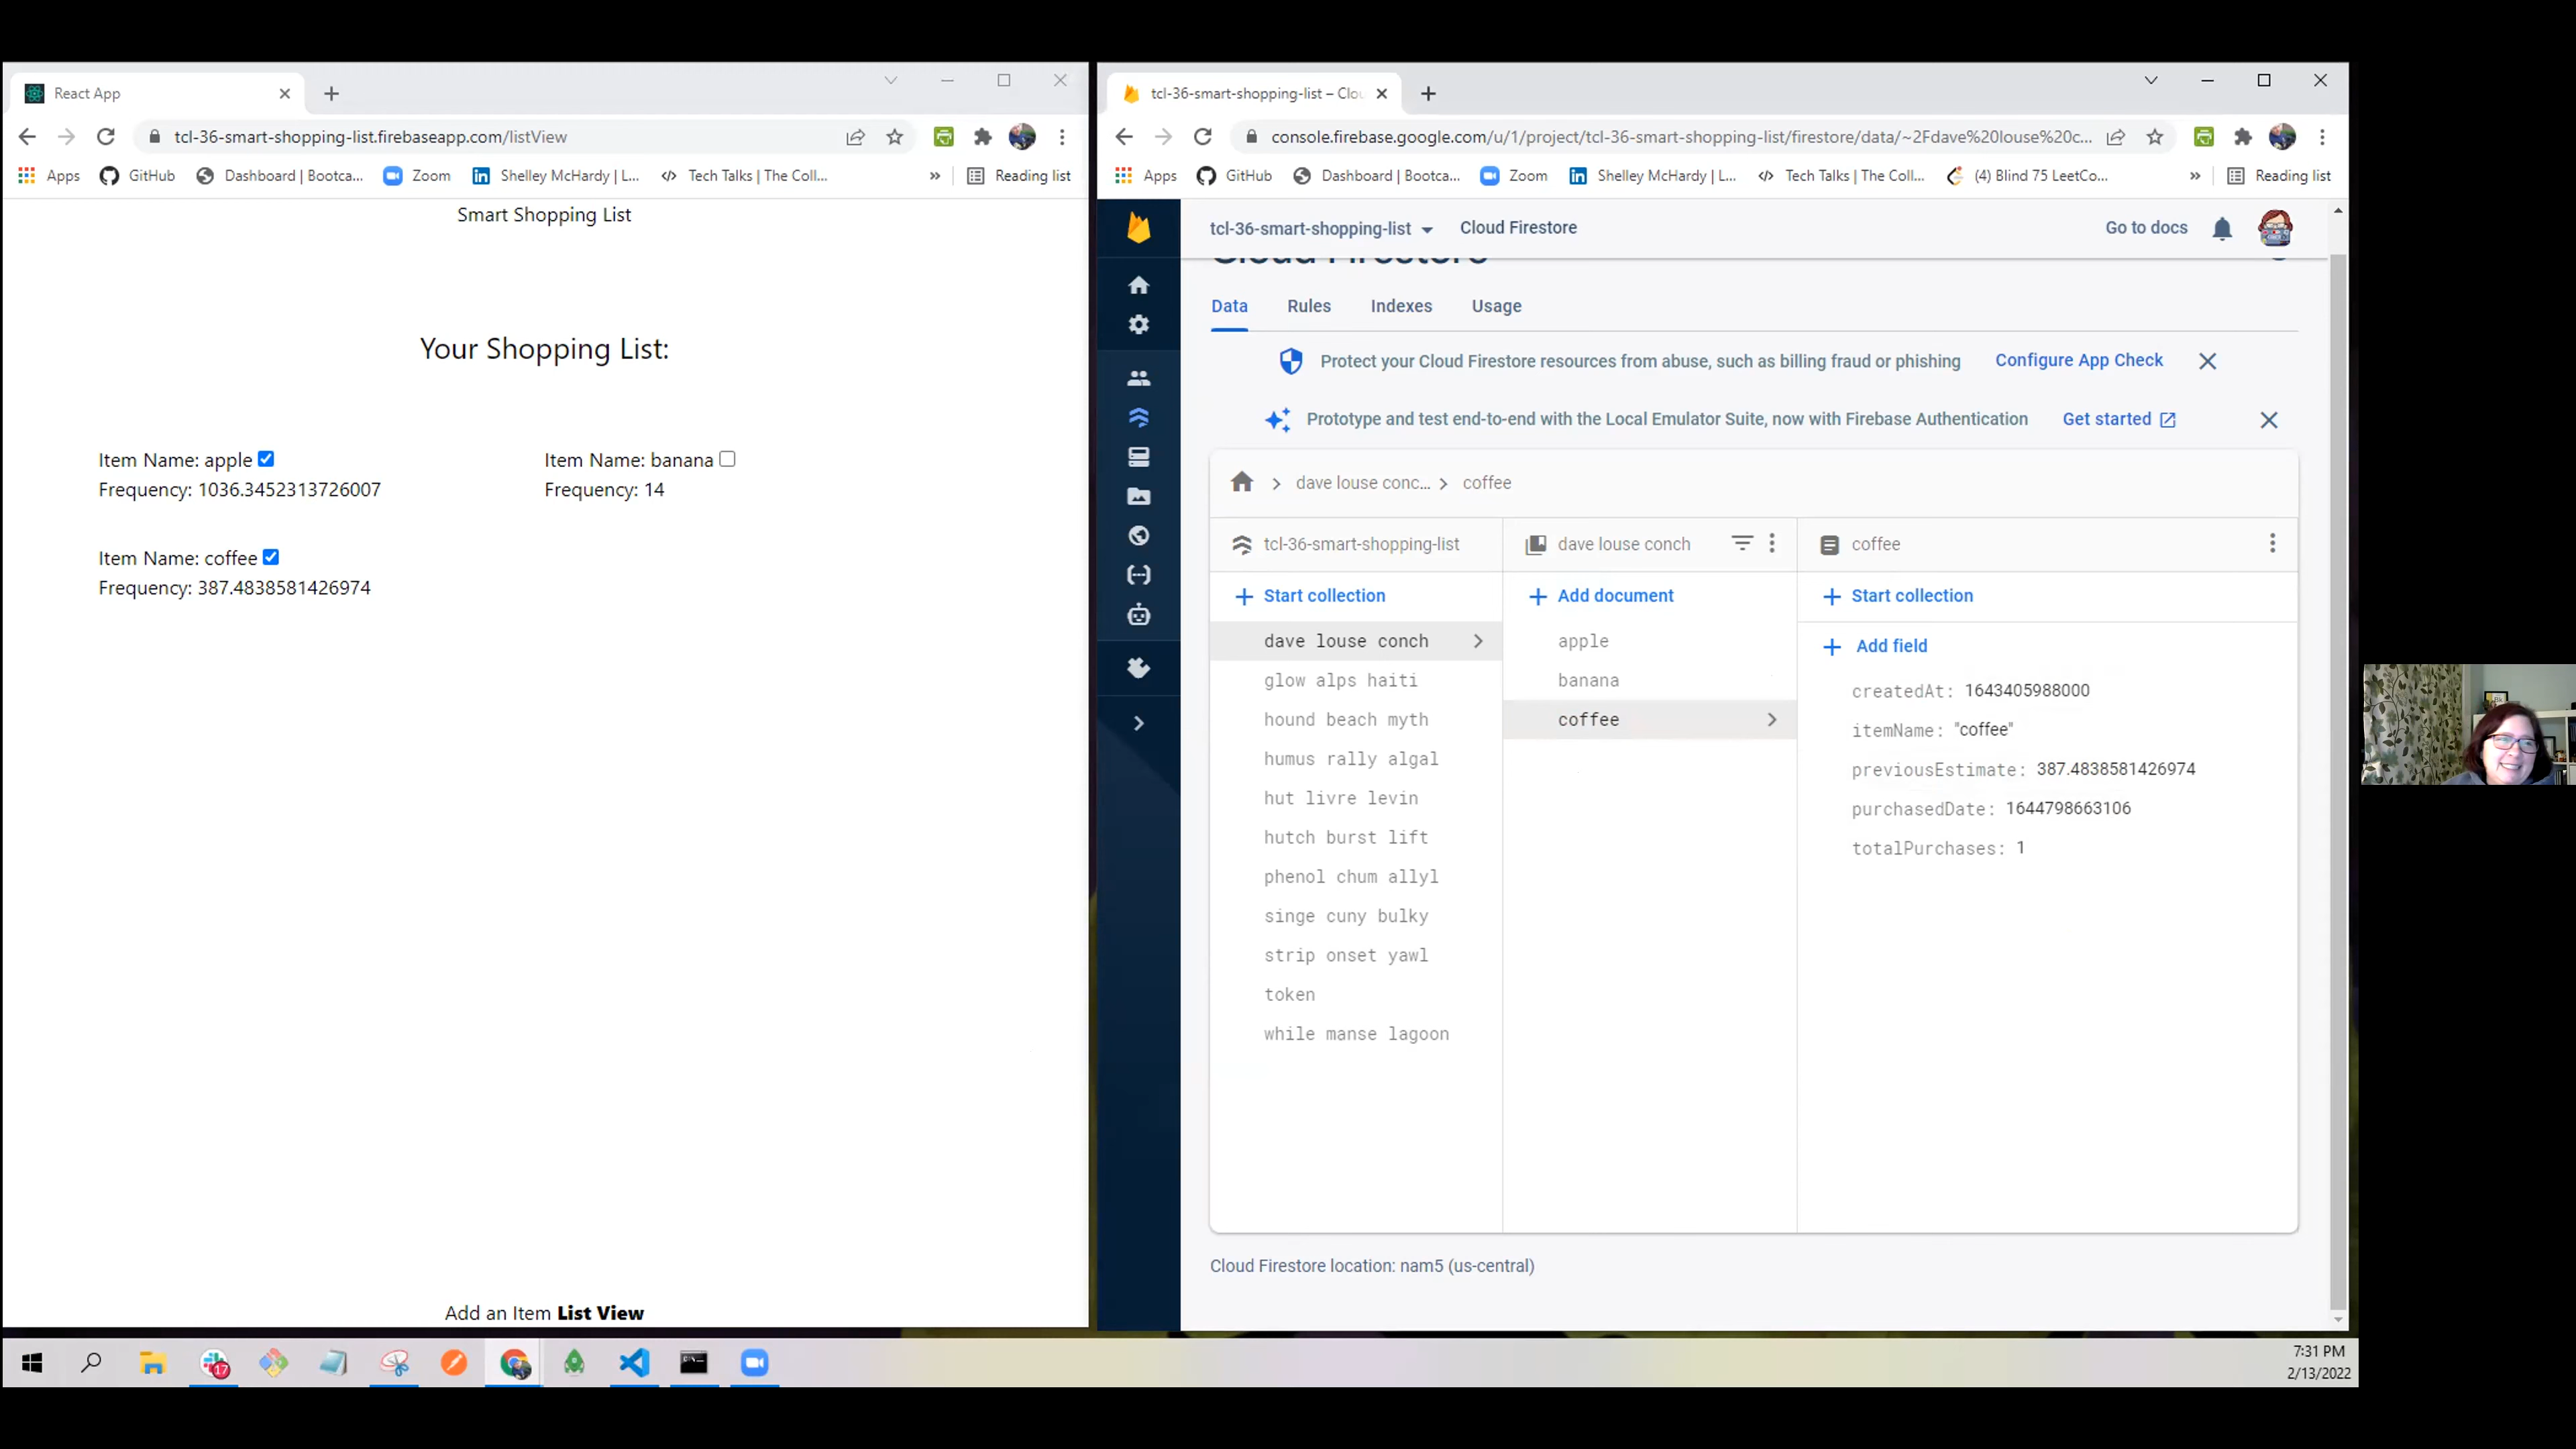 React App
tcl-36-smart-shopping-list.firebaseapp.com/listView
Apps GitHub Dashboard | Bootca... Zoom Shelley McHardy | L... Tech Talks | The Coll... » Reading list
Smart Shopping List
Your Shopping List:
Item Name: apple
Frequency: 1036.3452313726007
Item Name: banana
Frequency: 14
Item Name: coffee
Frequency: 387.4838581426974
Add an Item List View
tcl-36-smart-shopping-list – Clou
console.firebase.google.com/u/1/project/tcl-36-smart-shopping-list/firestore/data/~2Fdave%20louse%20c...
Apps GitHub Dashboard | Bootca... Zoom Shelley McHardy | L... Tech Talks | The Coll... (4) Blind 75 LeetCo... » Reading list
tcl-36-smart-shopping-list Cloud Firestore Go to docs
Cloud Firestore
Data Rules Indexes Usage
Protect your Cloud Firestore resources from abuse, such as billing fraud or phishing Configure App Check
Prototype and test end-to-end with the Local Emulator Suite, now with Firebase Authentication Get started
dave louse conc... > coffee
tcl-36-smart-shopping-list
Start collection
dave louse conch
glow alps haiti
hound beach myth
humus rally algal
hut livre levin
hutch burst lift
phenol chum allyl
singe cuny bulky
strip onset yawl
token
while manse lagoon
dave louse conch
Add document
apple
banana
coffee
coffee
Start collection
Add field
createdAt: 1643405988000
itemName: "coffee"
previousEstimate: 387.4838581426974
purchasedDate: 1644798663106
totalPurchases: 1
Cloud Firestore location: nam5 (us-central)
17
7:31 PM
2/13/2022